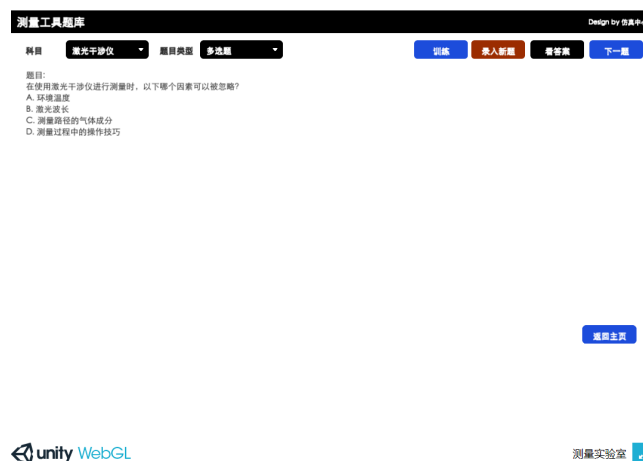 测量工具题库
Design by 仿真中
科目 激光干涉仪 题目类型 多选题 训练 录入新题 看答案 下一题
题目:
在使用激光干涉仪进行测量时，以下哪个因素可以被忽略?
A. 环境温度
B. 激光波长
C. 测量路径的气体成分
D. 测量过程中的操作技巧
返回主页
unity WebGL
测量实验室